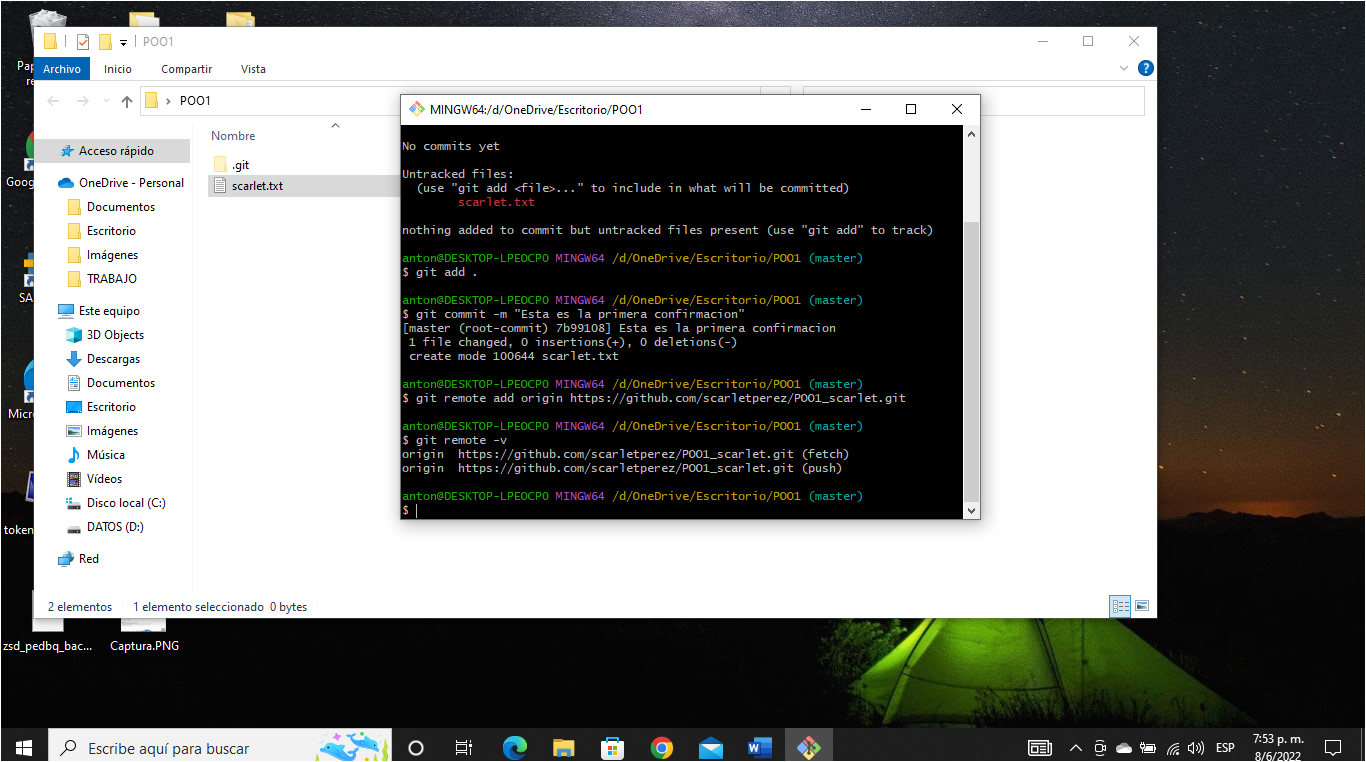 POO1
Archivo
Inicio
Compartir
Vista
POO1
Nombre
Acceso rápido
OneDrive - Personal
Documentos
Escritorio
Imágenes
TRABAJO
Este equipo
3D Objects
Descargas
Documentos
Escritorio
Imágenes
Música
Vídeos
Disco local (C:)
DATOS (D:)
Red
.git
scarlet.txt
2 elementos
1 elemento seleccionado 0 bytes
MINGW64:/d/OneDrive/Escritorio/POO1
No commits yet
Untracked files:
(use "git add <file>..." to include in what will be committed)
scarlet.txt
nothing added to commit but untracked files present (use "git add" to track)
anton@DESKTOP-LPEOCPO MINGW64 /d/OneDrive/Escritorio/POO1 (master)
$ git add .
anton@DESKTOP-LPEOCPO MINGW64 /d/OneDrive/Escritorio/POO1 (master)
$ git commit -m "Esta es la primera confirmacion"
[master (root-commit) 7b99108] Esta es la primera confirmacion
1 file changed, 0 insertions(+), 0 deletions(-)
create mode 100644 scarlet.txt
anton@DESKTOP-LPEOCPO MINGW64 /d/OneDrive/Escritorio/POO1 (master)
$ git remote add origin https://github.com/scarletperez/POO1_scarlet.git
anton@DESKTOP-LPEOCPO MINGW64 /d/OneDrive/Escritorio/POO1 (master)
$ git remote -v
origin https://github.com/scarletperez/POO1_scarlet.git (fetch)
origin https://github.com/scarletperez/POO1_scarlet.git (push)
anton@DESKTOP-LPEOCPO MINGW64 /d/OneDrive/Escritorio/POO1 (master)
$
token
zsd_pedbq_bac...
Captura.PNG
Escribe aquí para buscar
ESP
7:53 p. m.
8/6/2022